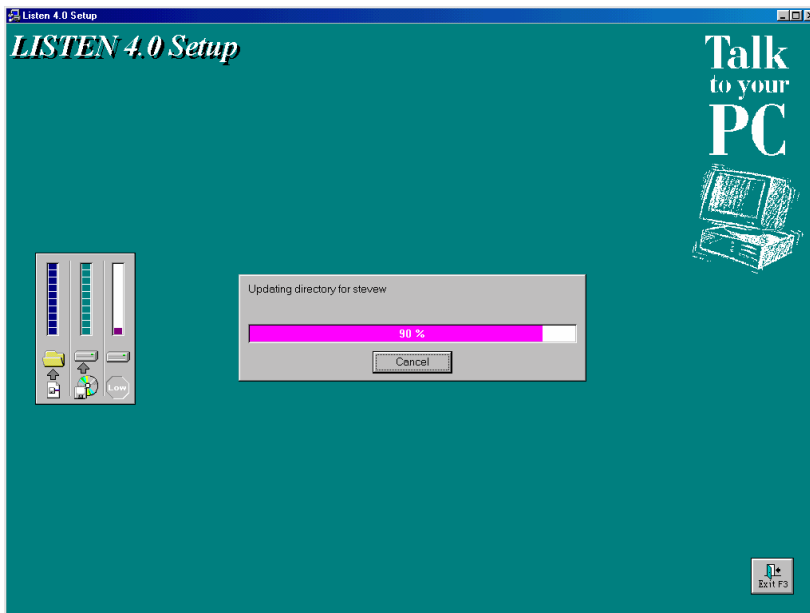 Listen 4.0 Setup
LISTEN 4.0 Setup
Talk
to your
PC
Updating directory for stevew
90 %
Cancel
Low
Exit F3